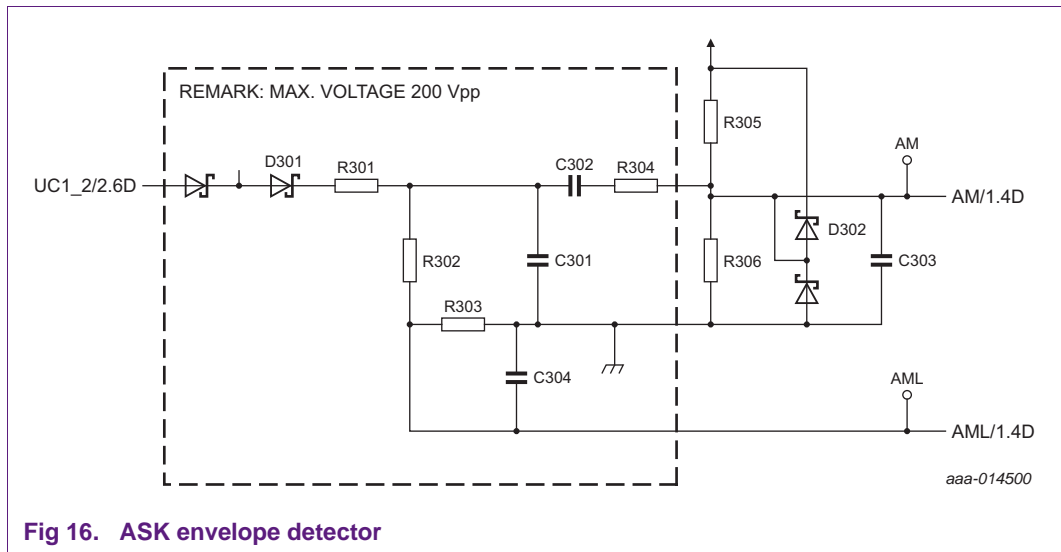 REMARK: MAX. VOLTAGE 200 Vpp
UC1_2/2.6D
D301
R301
C302
R304
R305
AM
AM/1.4D
R302
C301
R306
D302
C303
R303
C304
AML
AML/1.4D
aaa-014500
Fig 16. ASK envelope detector